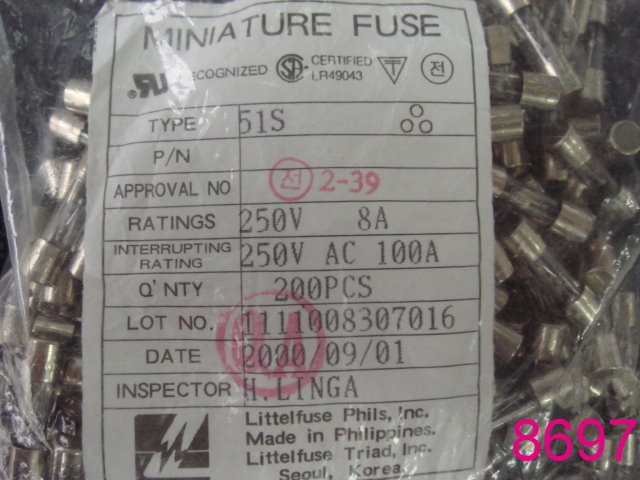 MINIATURE FUSE
RU® RECOGNIZED SA® CERTIFIED LR49043 T 전
TYPE 51S
P/N
APPROVAL NO 전 2-39
RATINGS 250V 8A
INTERRUPTING RATING 250V AC 100A
Q'NTY 200PCS
LOT NO. 1111008307016
DATE 2000/09/01
INSPECTOR H.LINGA
Littelfuse Phils, Inc.
Made in Philippines.
Littelfuse Triad, Inc.
Seoul, Korea
8697